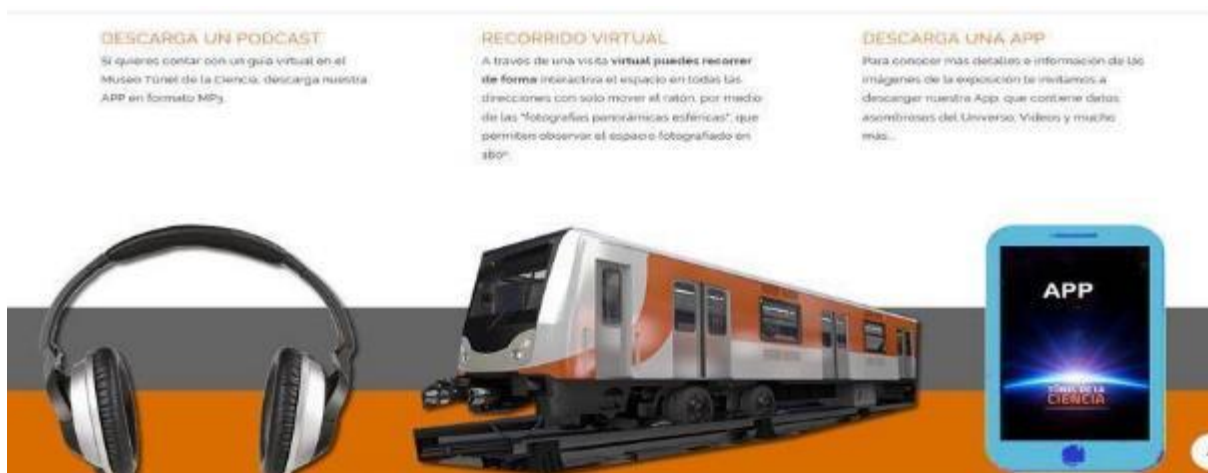 DESCARGA UN PODCAST
Si quieres contar con un guía virtual en el
Museo Túnel de la Ciencia, descarga nuestra
APP en formato MP3.
RECORRIDO VIRTUAL
A través de una visita virtual puedes recorrer
de forma interactiva el espacio en todas las
direcciones con solo mover el ratón, por medio
de las "fotografías panorámicas esféricas", que
permiten observar el espacio fotografiado en
360º.
DESCARGA UNA APP
Para conocer más detalles e información de las
imágenes de la exposición te invitamos a
descargar nuestra App, que contiene datos
asombrosos del Universo, Videos y mucho
más...
APP
TÚNEL DE LA
CIENCIA